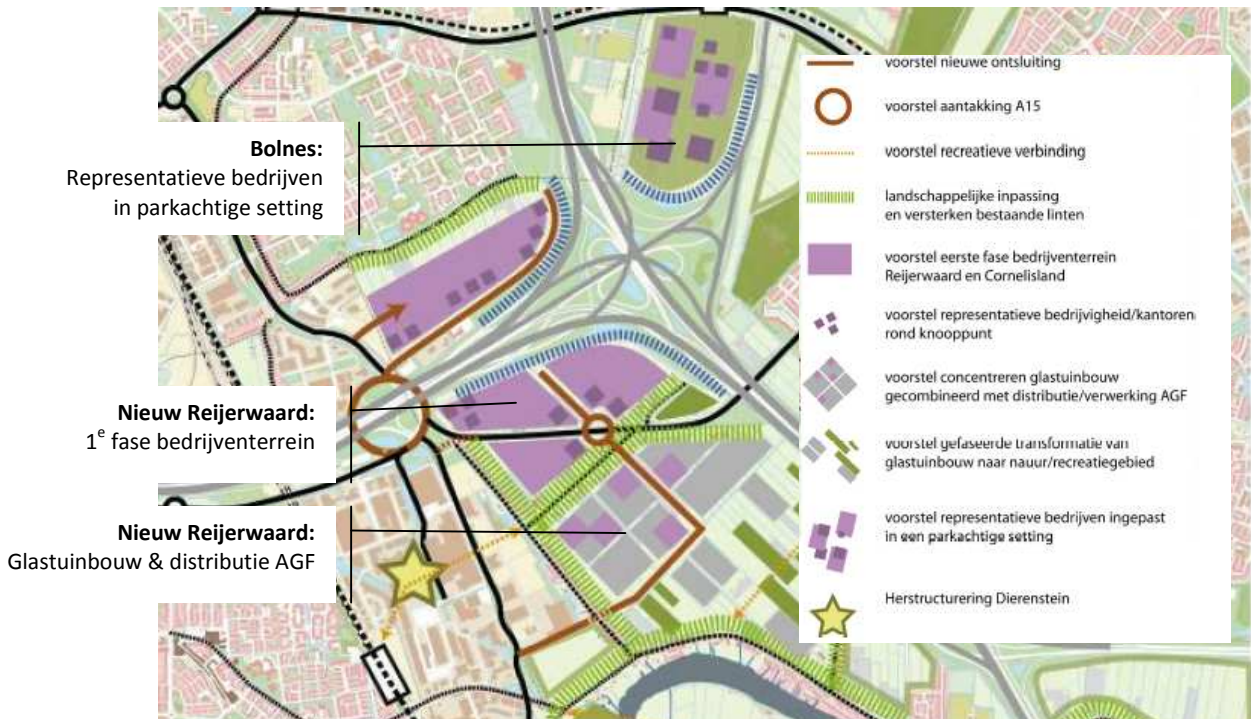 Bolnes:
Representatieve bedrijven
in parkachtige setting
Nieuw Reijerwaard:
1e fase bedrijventerrein
Nieuw Reijerwaard:
Glastuinbouw & distributie AGF
voorstel nieuwe ontsluiting
voorstel aantakking A15
voorstel recreatieve verbinding
landschappelijke inpassing
en versterken bestaande linten
voorstel eerste fase bedrijventerrein
Reijerwaard en Cornelisland
voorstel representatieve bedrijvigheid/kantoren
rond knooppunt
voorstel concentreren glastuinbouw
gecombineerd met distributie/verwerking AGF
voorstel gefaseerde transformatie van
glastuinbouw naar nauur/recreatiegebied
voorstel representatieve bedrijven ingepast
in een parkachtige setting
Herstructurering Dierenstein